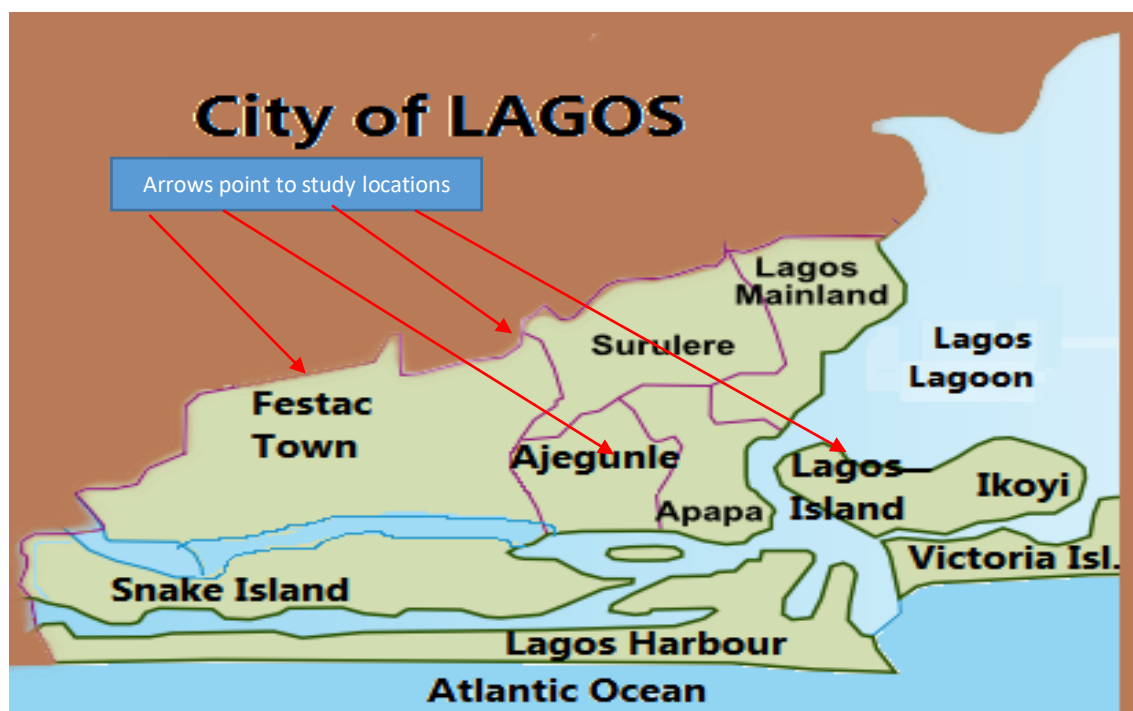 City of LAGOS
Arrows point to study locations
Lagos
Mainland
Surulere
Lagos
Lagoon
Festac
Town
Ajegunle
Lagos
Island
Ikoyi
Apapa
Victoria Isl.
Snake Island
Lagos Harbour
Atlantic Ocean